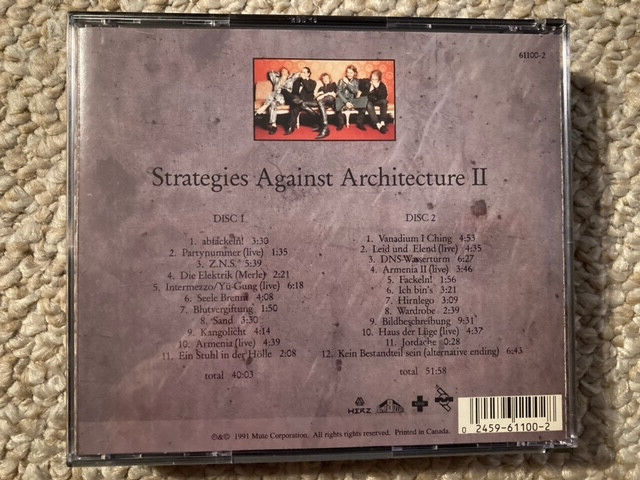 61100-2
Strategies Against Architecture II
DISC 1
1. abfackeln! 3:30
2. Partynummer (live) 1:35
3. Z.N.S. 5:39
4. Die Elektrik (Merle) 2:21
5. Intermezzo/Yü-Gung (live) 6:18
6. Seele Brennt 4:08
7. Blutvergiftung 1:50
8. Sand 3:30
9. Kangolicht 4:14
10. Armenia (live) 4:39
11. Ein Stuhl in der Hölle 2:08
total 40:03
DISC 2
1. Vanadium I Ching 4:53
2. Leid und Elend (live) 4:35
3. DNS-Wasserturm 6:27
4. Armenia II (live) 3:46
5. Fackeln! 1:56
6. Ich bin's 3:21
7. Hirnlego 3:09
8. Wardrobe 2:39
9. Bildbeschreibung 9:31
10. Haus der Lüge (live) 4:37
11. Jordache 0:28
12. Kein Bestandteil sein (alternative ending) 6:43
total 51:58
HERZ
0 2459-61100-2
℗&© 1991 Mute Corporation. All rights reserved. Printed in Canada.